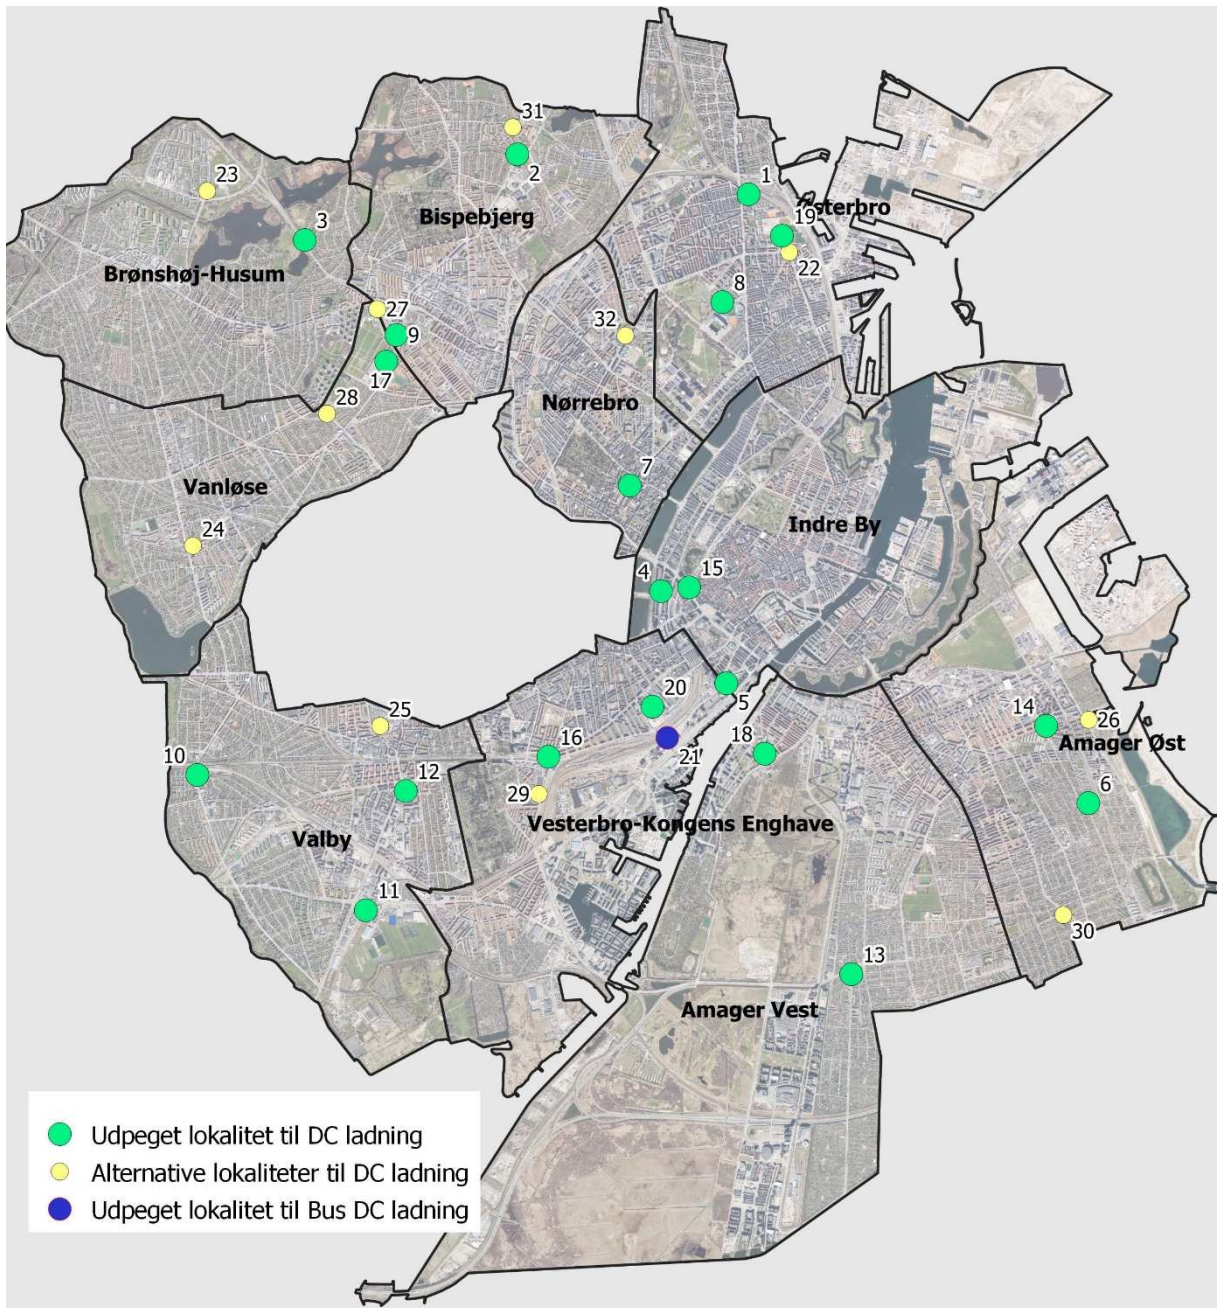 31
2
1
23
Bispebjerg
19
sterbro
3
22
Brønshøj-Husum
8
27
9
32
17
28
Nørrebro
7
Vanløse
Indre By
24
4
15
20
5
25
14
26
16
18
Amager Øst
10
21
12
29
6
Vesterbro-Kongens Enghave
Valby
11
30
13
Amager Vest
Udpeget lokalitet til DC ladning
Alternative lokaliteter til DC ladning
Udpeget lokalitet til Bus DC ladning